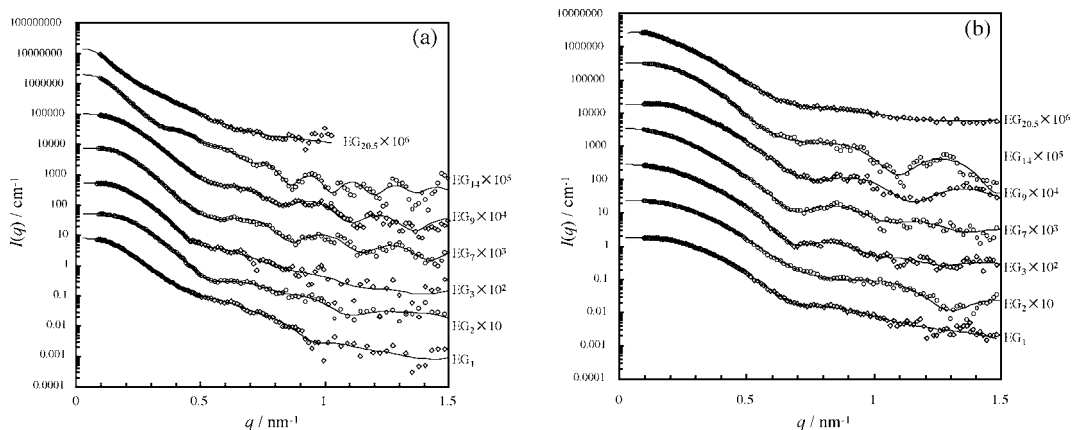 (a)
100000000
10000000
1000000
100000
10000
1000
100
10
1
0.1
0.01
0.001
0.0001
I(q) / cm⁻¹
EG₂₀.₅×10⁶
EG₁₄×10⁵
EG₉×10⁴
EG₇×10³
EG₃×10²
EG₂×10
EG₁
0 0.5 1 1.5
q / nm⁻¹
(b)
10000000
1000000
100000
10000
1000
100
10
1
0.1
0.01
0.001
0.0001
I(q) / cm⁻¹
EG₂₀.₅×10⁶
EG₁₄×10⁵
EG₉×10⁴
EG₇×10³
EG₃×10²
EG₂×10
EG₁
0 0.5 1 1.5
q / nm⁻¹